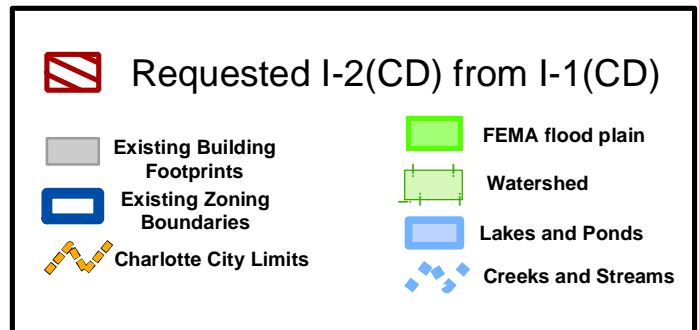 Requested I-2(CD) from I-1(CD)
Existing Building
Footprints
Existing Zoning
Boundaries
Charlotte City Limits
FEMA flood plain
Watershed
Lakes and Ponds
Creeks and Streams